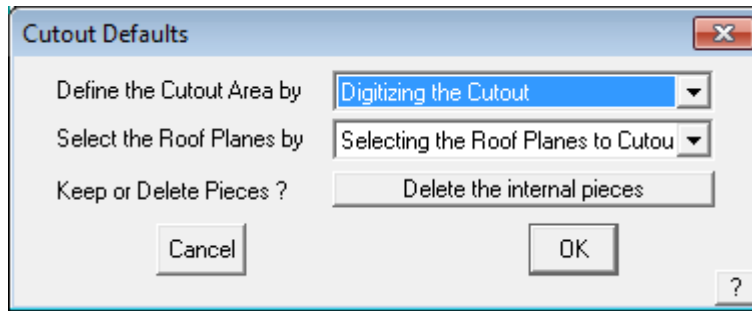 Cutout Defaults
Define the Cutout Area by Digitizing the Cutout
Select the Roof Planes by Selecting the Roof Planes to Cutou
Keep or Delete Pieces ? Delete the internal pieces
Cancel OK
?